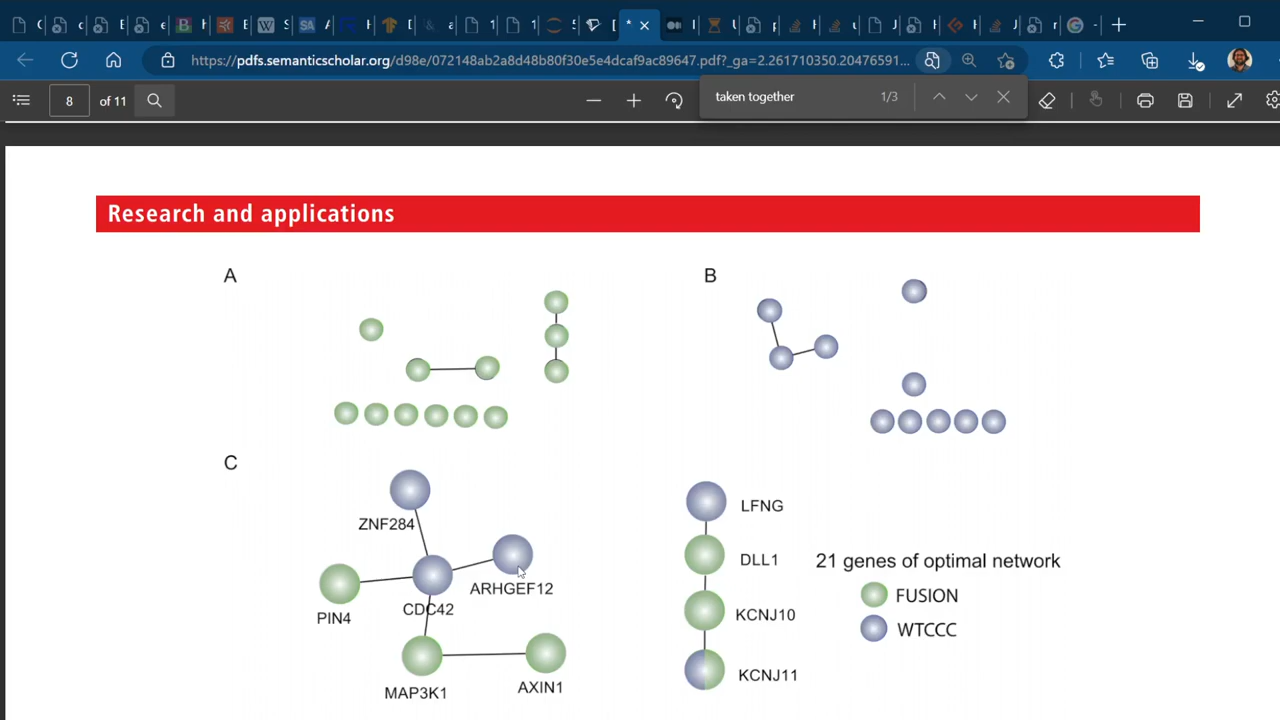 https://pdfs.semanticscholar.org/d98e/072148ab2a8d48b80f30e5e4dcaf9ac89647.pdf?_ga=2.261710350.20476591...
8 of 11
taken together 1/3
Research and applications
A
B
C
ZNF284
ARHGEF12
PIN4
CDC42
MAP3K1
AXIN1
LFNG
DLL1
KCNJ10
KCNJ11
21 genes of optimal network
FUSION
WTCCC